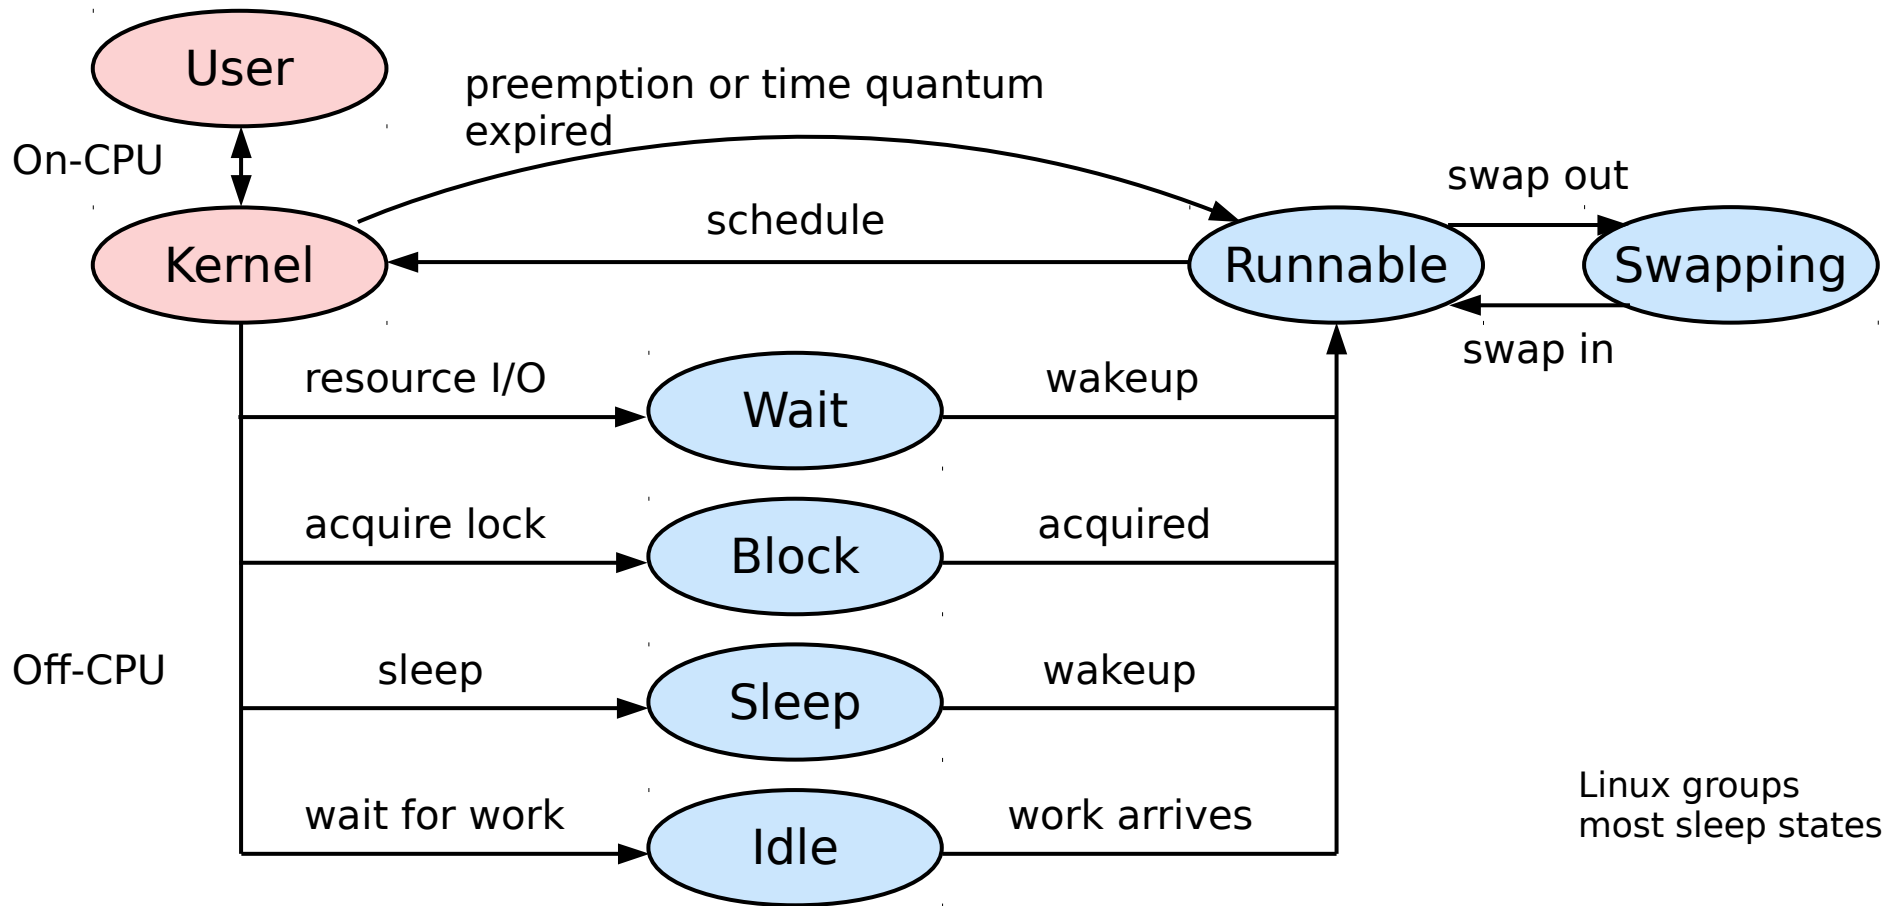 User
preemption or time quantum
expired
On-CPU
swap out
schedule
Kernel
Runnable
Swapping
swap in
resource I/O
Wait
wakeup
acquire lock
Block
acquired
Off-CPU
sleep
Sleep
wakeup
wait for work
Idle
work arrives
Linux groups
most sleep states